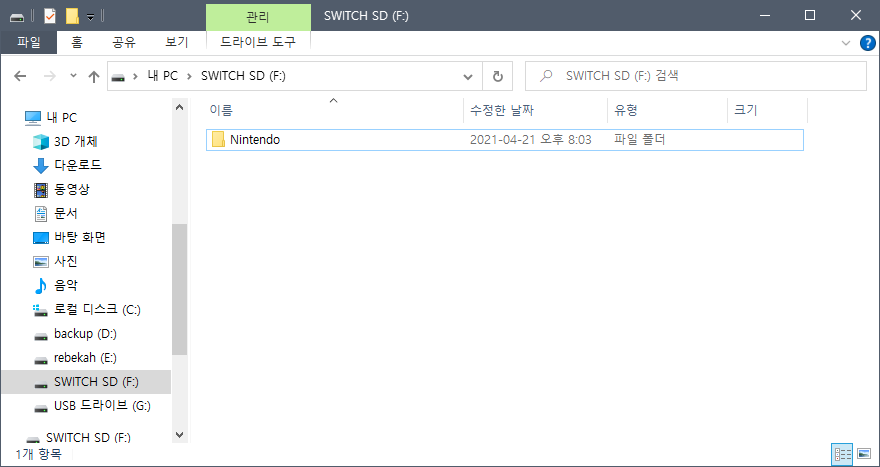 관리
SWITCH SD (F:)
파일
홈
공유
보기
드라이브 도구
내 PC
SWITCH SD (F:)
SWITCH SD (F:) 검색
이름
수정한 날짜
유형
크기
Nintendo
2021-04-21 오후 8:03
파일 폴더
내 PC
3D 개체
다운로드
동영상
문서
바탕 화면
사진
음악
로컬 디스크 (C:)
backup (D:)
rebekah (E:)
SWITCH SD (F:)
USB 드라이브 (G:)
SWITCH SD (F:)
1개 항목